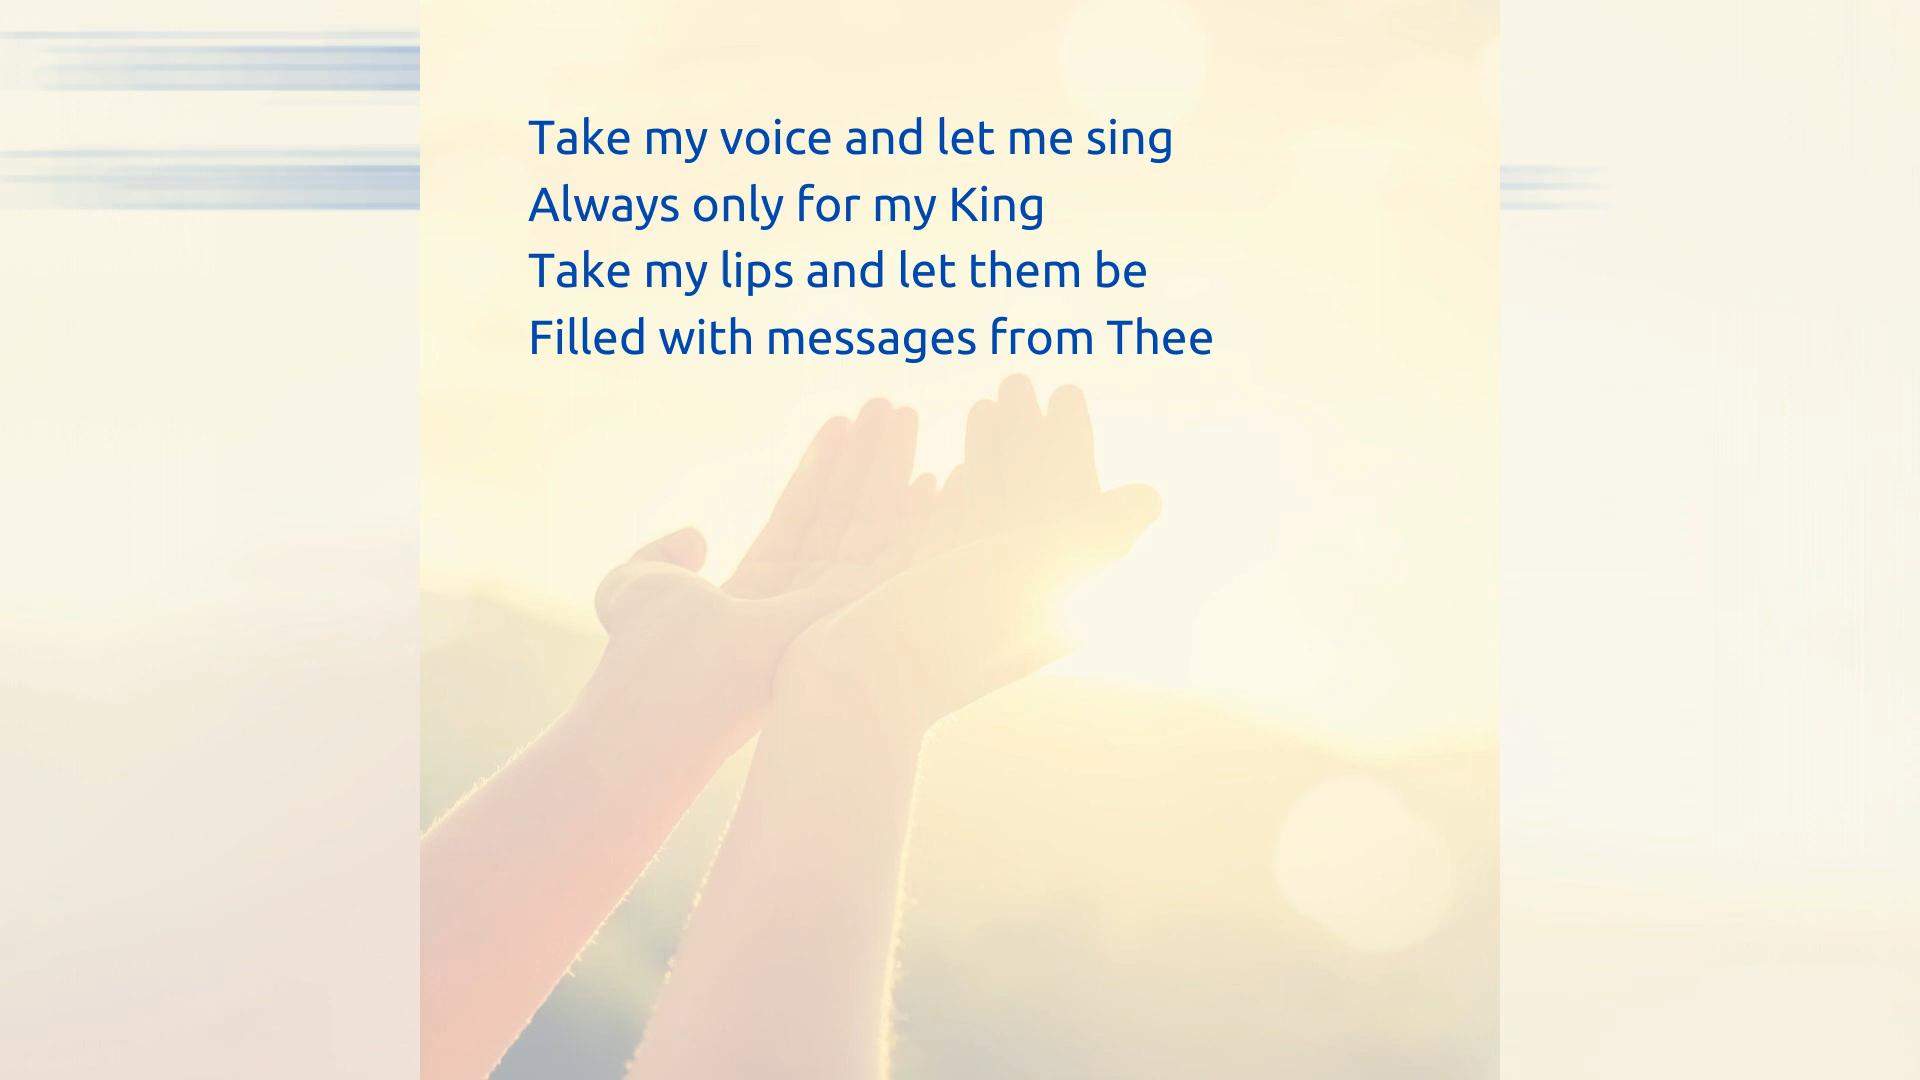 Take my voice and let me sing
Always only for my King
Take my lips and let them be
Filled with messages from Thee